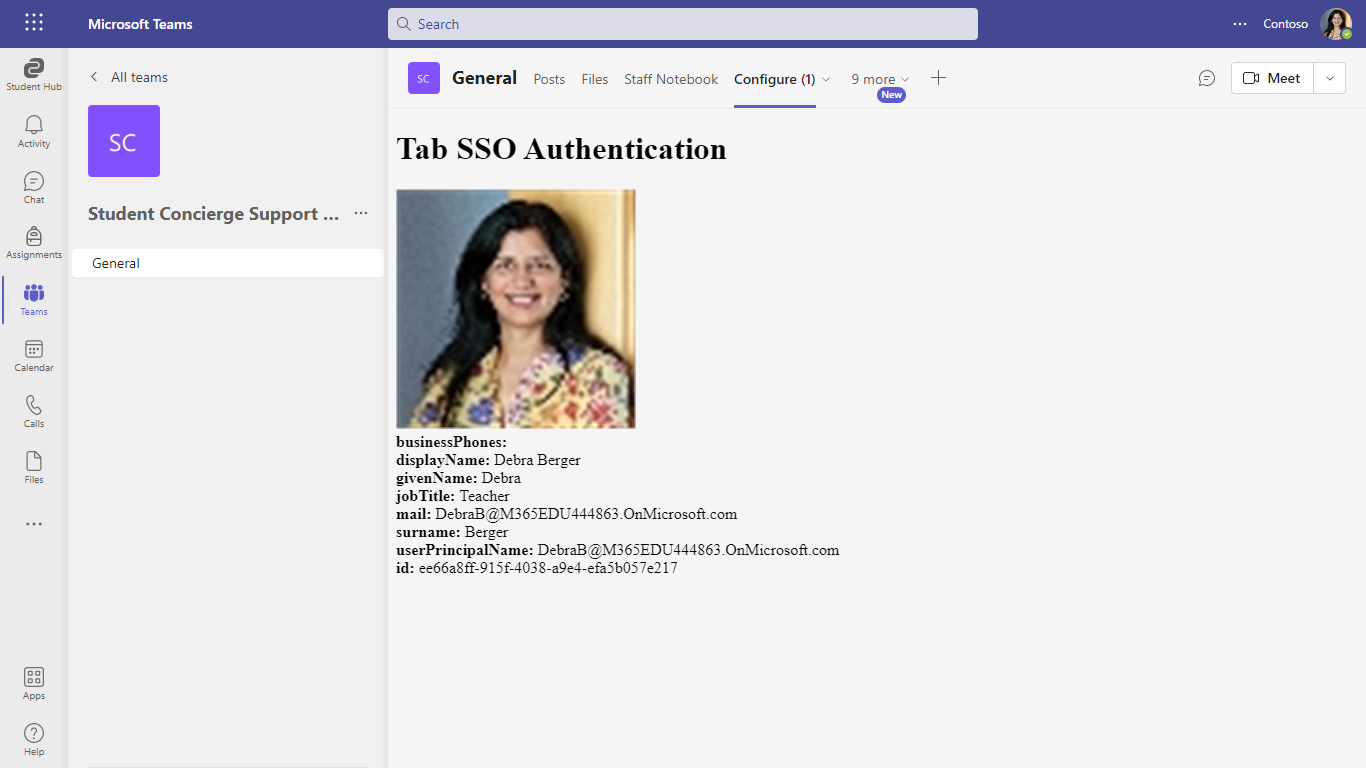 Microsoft Teams
Search
Contoso
Student Hub
Activity
Chat
Assignments
Teams
Calendar
Calls
Files
Apps
Help
All teams
SC
Student Concierge Support ...
General
SC
General
Posts
Files
Staff Notebook
Configure (1)
9 more
New
Meet
Tab SSO Authentication
businessPhones:
displayName: Debra Berger
givenName: Debra
jobTitle: Teacher
mail: DebraB@M365EDU444863.OnMicrosoft.com
surname: Berger
userPrincipalName: DebraB@M365EDU444863.OnMicrosoft.com
id: ee66a8ff-915f-4038-a9e4-efa5b057e217